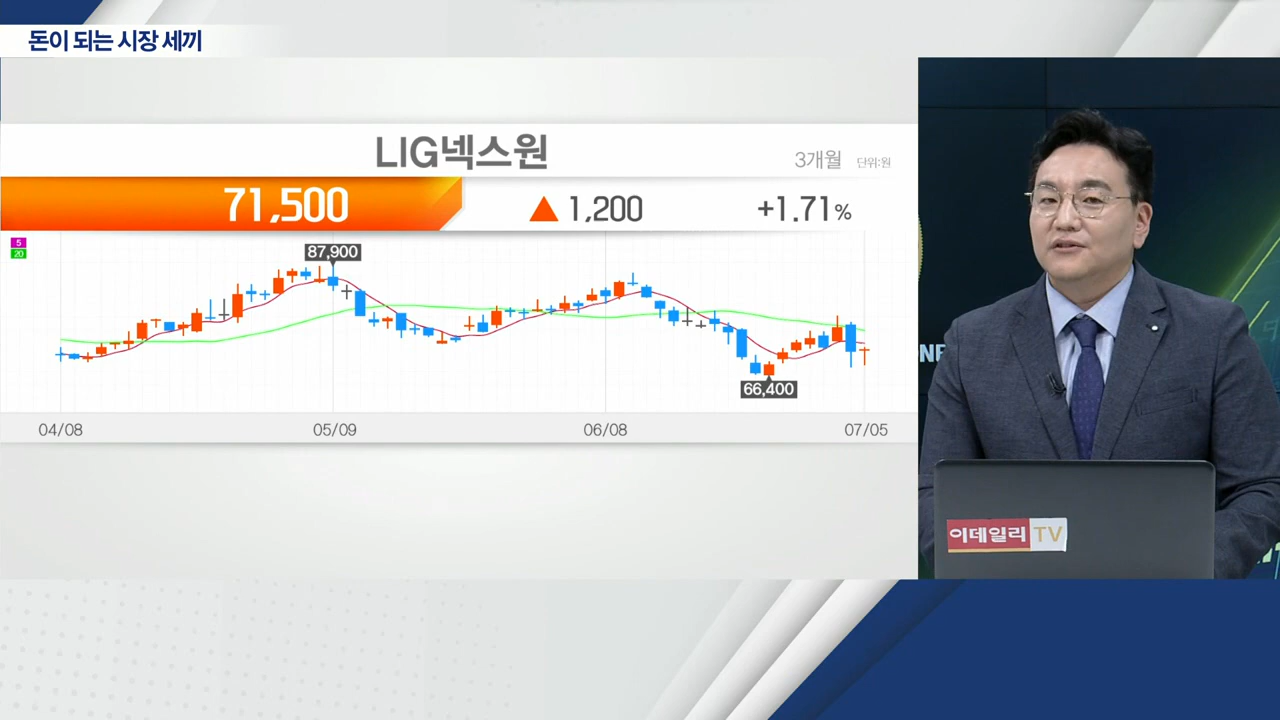 돈이 되는 시장 세끼
LIG넥스원
3개월 단위:원
71,500 ▲ 1,200 +1.71%
5
20
87,900
66,400
04/08 05/09 06/08 07/05
NE
이데일리 TV